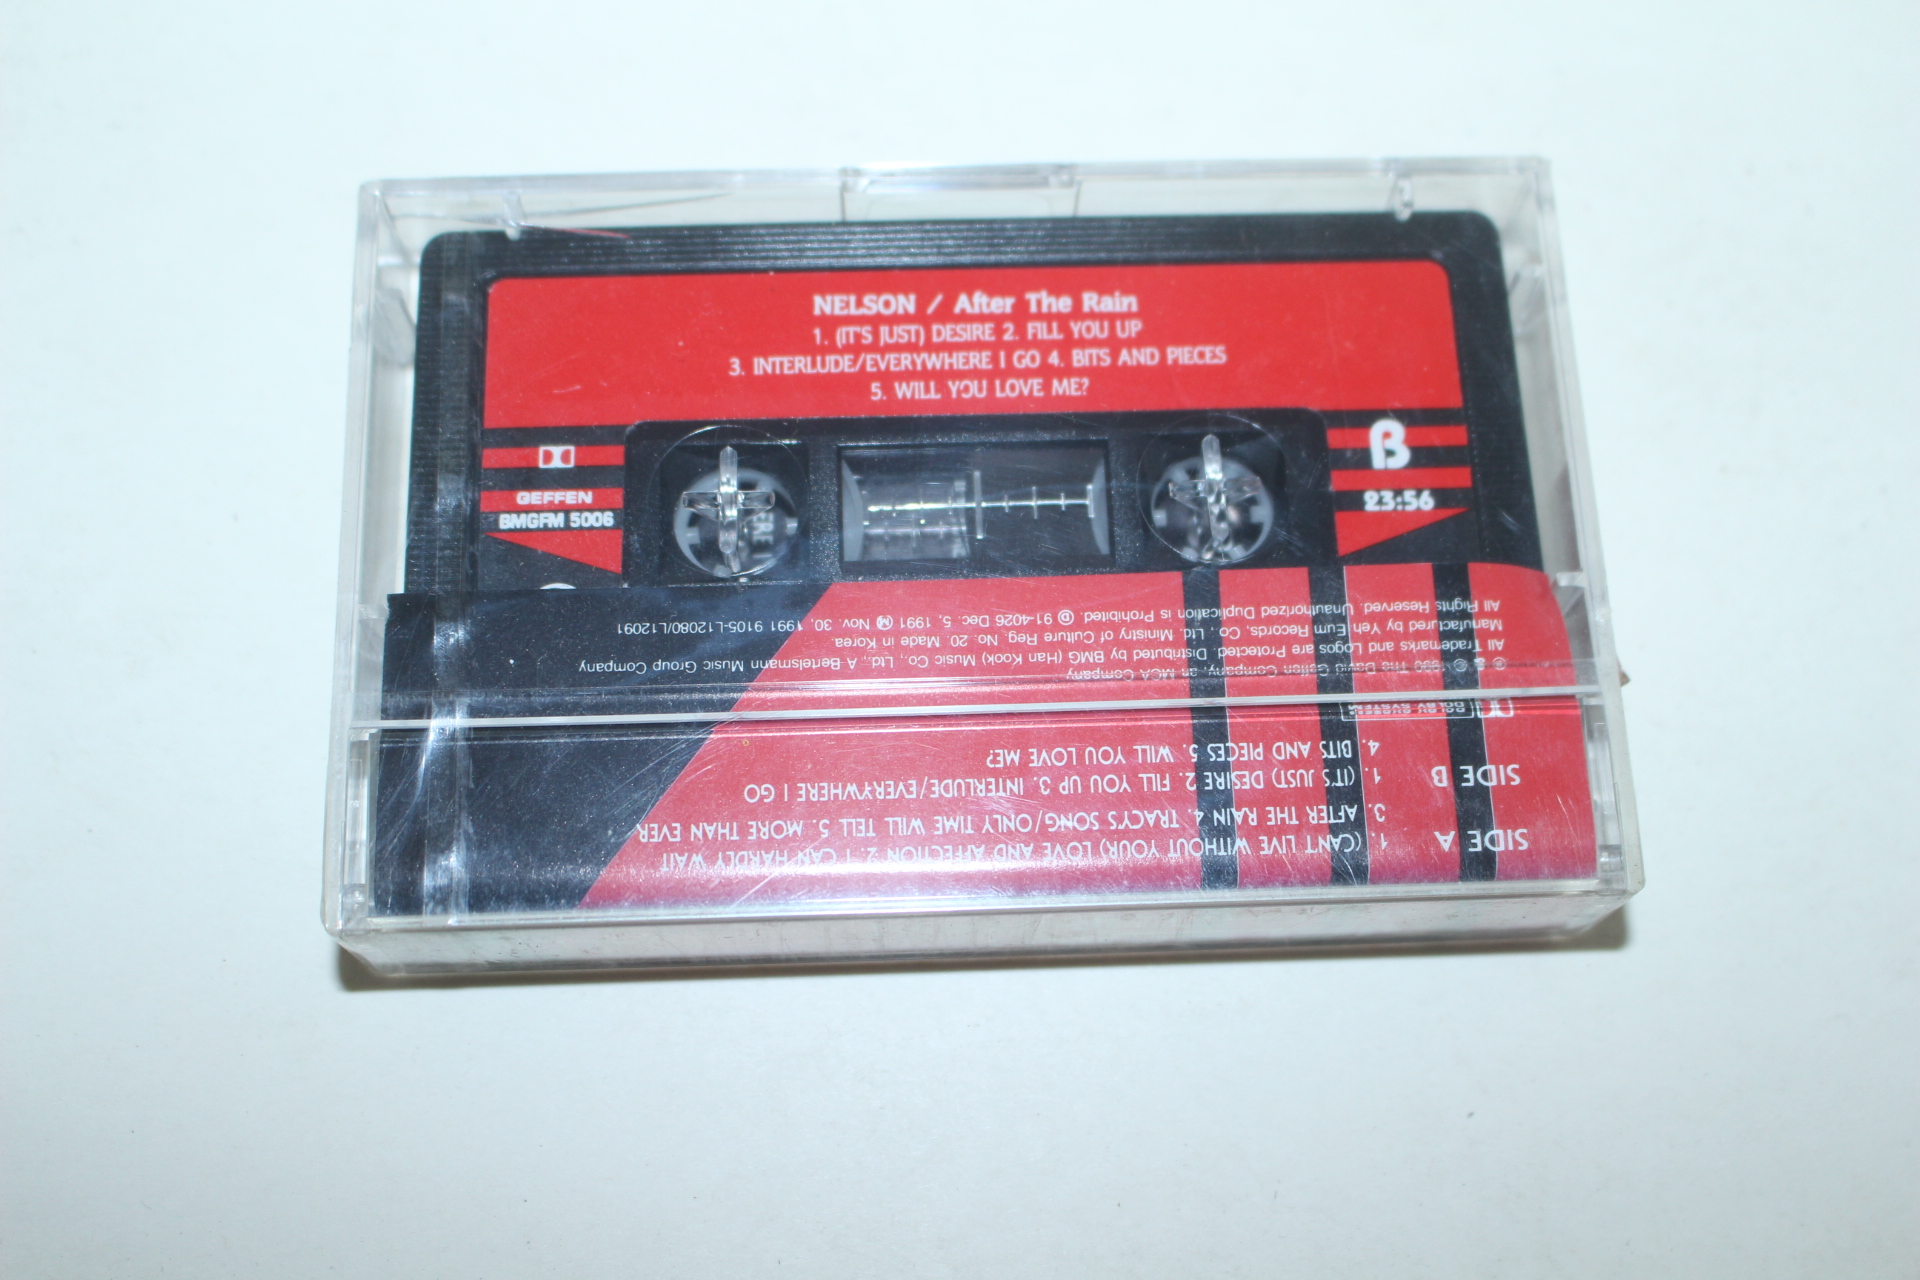 NELSON / After The Rain
1. (IT'S JUST) DESIRE 2. FILL YOU UP
3. INTERLUDE/EVERYWHERE I GO 4. BITS AND PIECES
5. WILL YOU LOVE ME?
B
GEFFEN
BMGFM 5006
23:56
SIDE A
1. (CAN'T LIVE WITHOUT YOUR) LOVE AND AFFECTION 2. I CAN HARDLY WAIT
3. AFTER THE RAIN 4. TRACY'S SONG/ONLY TIME WILL TELL 5. MORE THAN EVER
SIDE B
1. (IT'S JUST) DESIRE 2. FILL YOU UP 3. INTERLUDE/EVERYWHERE I GO
4. BITS AND PIECES 5. WILL YOU LOVE ME?
DOLBY SYSTEM
℗ & © 1990 The David Geffen Company, an MCA Company
All Trademarks and Logos are Protected. Distributed by BMG (Han Kook) Music Co., Ltd., A Bertelsmann Music Group Company
Manufactured by Yeh Eum Records, Co., Ltd. Ministry of Culture Reg. No. 20. Made in Korea
All Rights Reserved. Unauthorized Duplication is Prohibited. Ⓓ 91-4026 Dec. 5, 1991 Ⓜ Nov. 30, 1991 9105-L12080/L12091